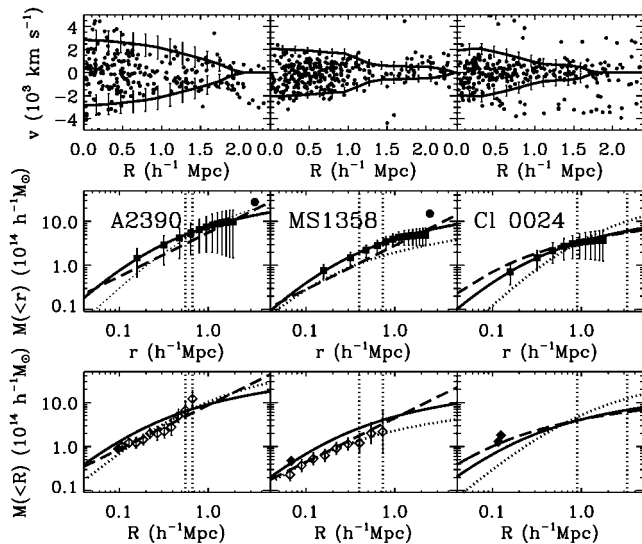 v (10³ km s⁻¹)
4
2
0
-2
-4
0.0 0.5 1.0 1.5 2.0 0.0 0.5 1.0 1.5 2.0 0.0 0.5 1.0 1.5 2.0
R (h⁻¹ Mpc) R (h⁻¹ Mpc) R (h⁻¹ Mpc)
M(<r) (10¹⁴ h⁻¹M☉)
A2390 MS1358 Cl 0024
10.0
1.0
0.1
0.1 1.0 0.1 1.0 0.1 1.0
r (h⁻¹Mpc) r (h⁻¹Mpc) r (h⁻¹Mpc)
M(<R) (10¹⁴ h⁻¹M☉)
10.0
1.0
0.1
0.1 1.0 0.1 1.0 0.1 1.0
R (h⁻¹Mpc) R (h⁻¹Mpc) R (h⁻¹Mpc)